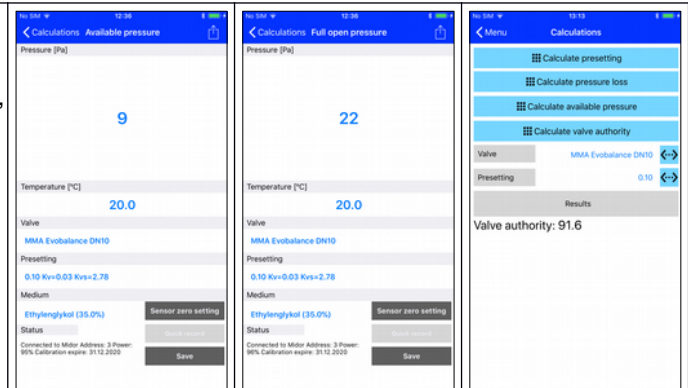 No SIM 12:36
Calculations Available pressure
Pressure [Pa]
9
Temperature [°C]
20.0
Valve
MMA Evobalance DN10
Presetting
0.10 Kv=0.03 Kvs=2.78
Medium
Ethylenglykol (35.0%)
Sensor zero setting
Status
Quick record
Connected to Midor Address: 3 Power:
95% Calibration expire: 31.12.2020
Save
No SIM 12:36
Calculations Full open pressure
Pressure [Pa]
22
Temperature [°C]
20.0
Valve
MMA Evobalance DN10
Presetting
0.10 Kv=0.03 Kvs=2.78
Medium
Ethylenglykol (35.0%)
Sensor zero setting
Status
Quick record
Connected to Midor Address: 3 Power:
96% Calibration expire: 31.12.2020
Save
No SIM 13:13
Menu Calculations
Calculate presetting
Calculate pressure loss
Calculate available pressure
Calculate valve authority
Valve MMA Evobalance DN10
Presetting 0.10
Results
Valve authority: 91.6